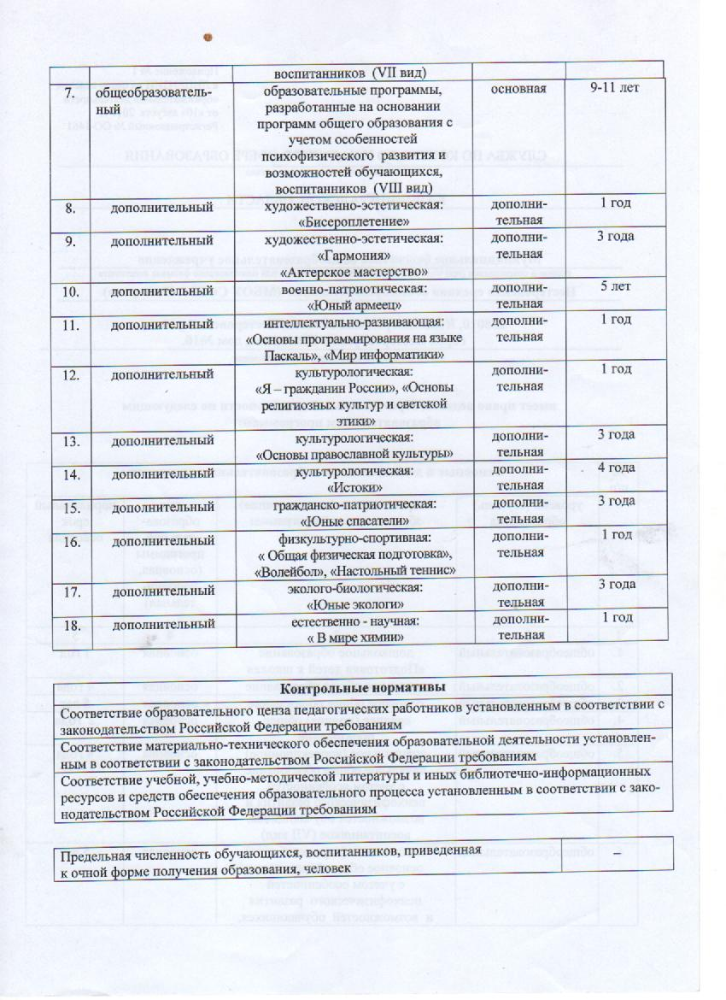 воспитанников (VII вид)
7. общеобразователь- образовательные программы, основная 9-11 лет
ный разработанные на основании
программ общего образования с
учетом особенностей
психофизического развития и
возможностей обучающихся,
воспитанников (VIII вид)
8. дополнительный художественно-эстетическая: дополни- 1 год
«Бисероплетение» тельная
9. дополнительный художественно-эстетическая: дополни- 3 года
«Гармония» тельная
«Актерское мастерство»
10. дополнительный военно-патриотическая: дополни- 5 лет
«Юный армеец» тельная
11. дополнительный интеллектуально-развивающая: дополни- 1 год
«Основы программирования на языке тельная
Паскаль», «Мир информатики»
12. дополнительный культурологическая: дополни- 1 год
«Я – гражданин России», «Основы тельная
религиозных культур и светской
этики»
13. дополнительный культурологическая: дополни- 3 года
«Основы православной культуры» тельная
14. дополнительный культурологическая: дополни- 4 года
«Истоки» тельная
15. дополнительный гражданско-патриотическая: дополни- 3 года
«Юные спасатели» тельная
16. дополнительный физкультурно-спортивная: дополни- 1 год
« Общая физическая подготовка», тельная
«Волейбол», «Настольный теннис»
17. дополнительный эколого-биологическая: дополни- 3 года
«Юные экологи» тельная
18. дополнительный естественно - научная: дополни- 1 год
« В мире химии» тельная
Контрольные нормативы
Соответствие образовательного ценза педагогических работников установленным в соответствии с
законодательством Российской Федерации требованиям
Соответствие материально-технического обеспечения образовательной деятельности установлен-
ным в соответствии с законодательством Российской Федерации требованиям
Соответствие учебной, учебно-методической литературы и иных библиотечно-информационных
ресурсов и средств обеспечения образовательного процесса установленным в соответствии с зако-
нодательством Российской Федерации требованиям
Предельная численность обучающихся, воспитанников, приведенная –
к очной форме получения образования, человек